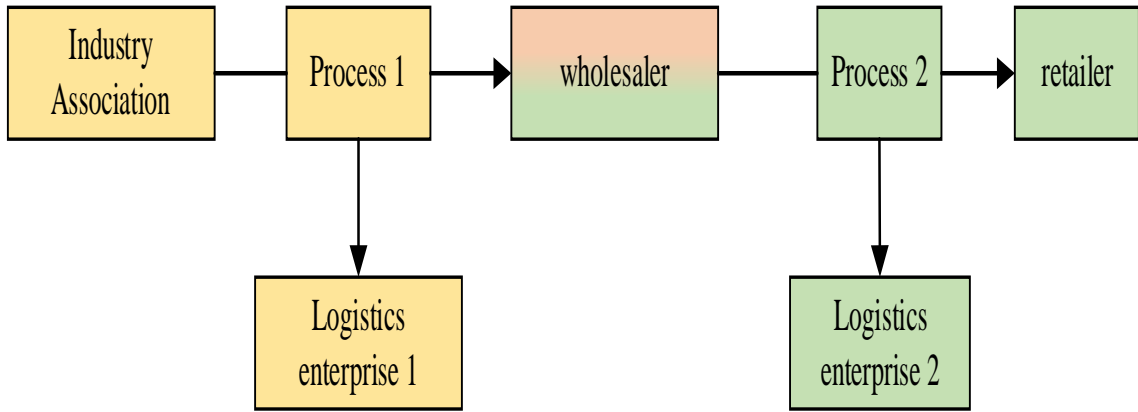 Industry
Association
Process 1
wholesaler
Process 2
retailer
Logistics
enterprise 1
Logistics
enterprise 2